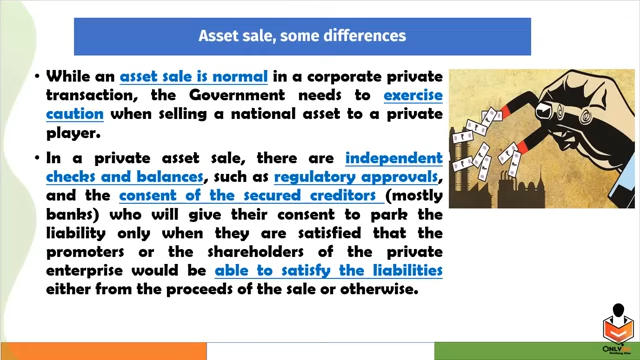 Asset sale, some differences
• While an asset sale is normal in a corporate private
transaction, the Government needs to exercise
caution when selling a national asset to a private
player.
• In a private asset sale, there are independent
checks and balances, such as regulatory approvals,
and the consent of the secured creditors (mostly
banks) who will give their consent to park the
liability only when they are satisfied that the
promoters or the shareholders of the private
enterprise would be able to satisfy the liabilities
either from the proceeds of the sale or otherwise.
ONLY